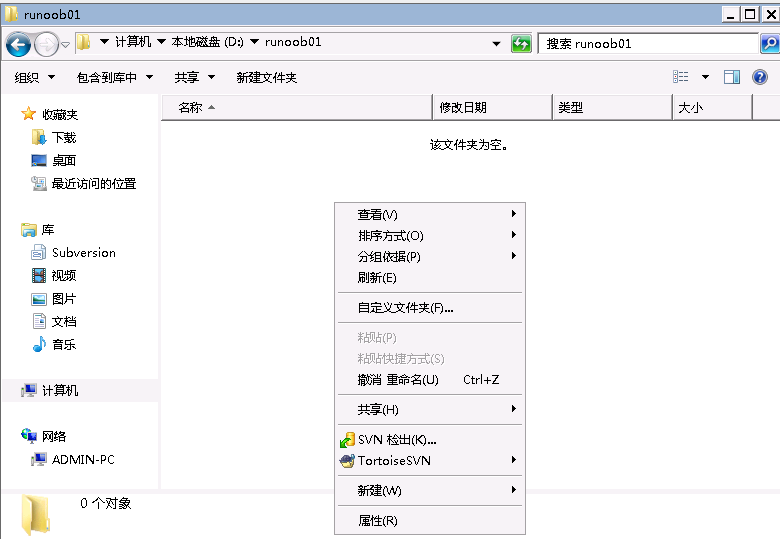 runoob01
计算机 本地磁盘 (D:) runoob01
搜索 runoob01
组织 包含到库中 共享 新建文件夹
名称 修改日期 类型 大小
该文件夹为空。
收藏夹
下载
桌面
最近访问的位置
库
Subversion
视频
图片
文档
音乐
计算机
网络
ADMIN-PC
查看(V)
排序方式(O)
分组依据(P)
刷新(E)
自定义文件夹(F)...
粘贴(P)
粘贴快捷方式(S)
撤消 重命名(U) Ctrl+Z
共享(H)
SVN 检出(K)...
TortoiseSVN
新建(W)
属性(R)
0 个对象